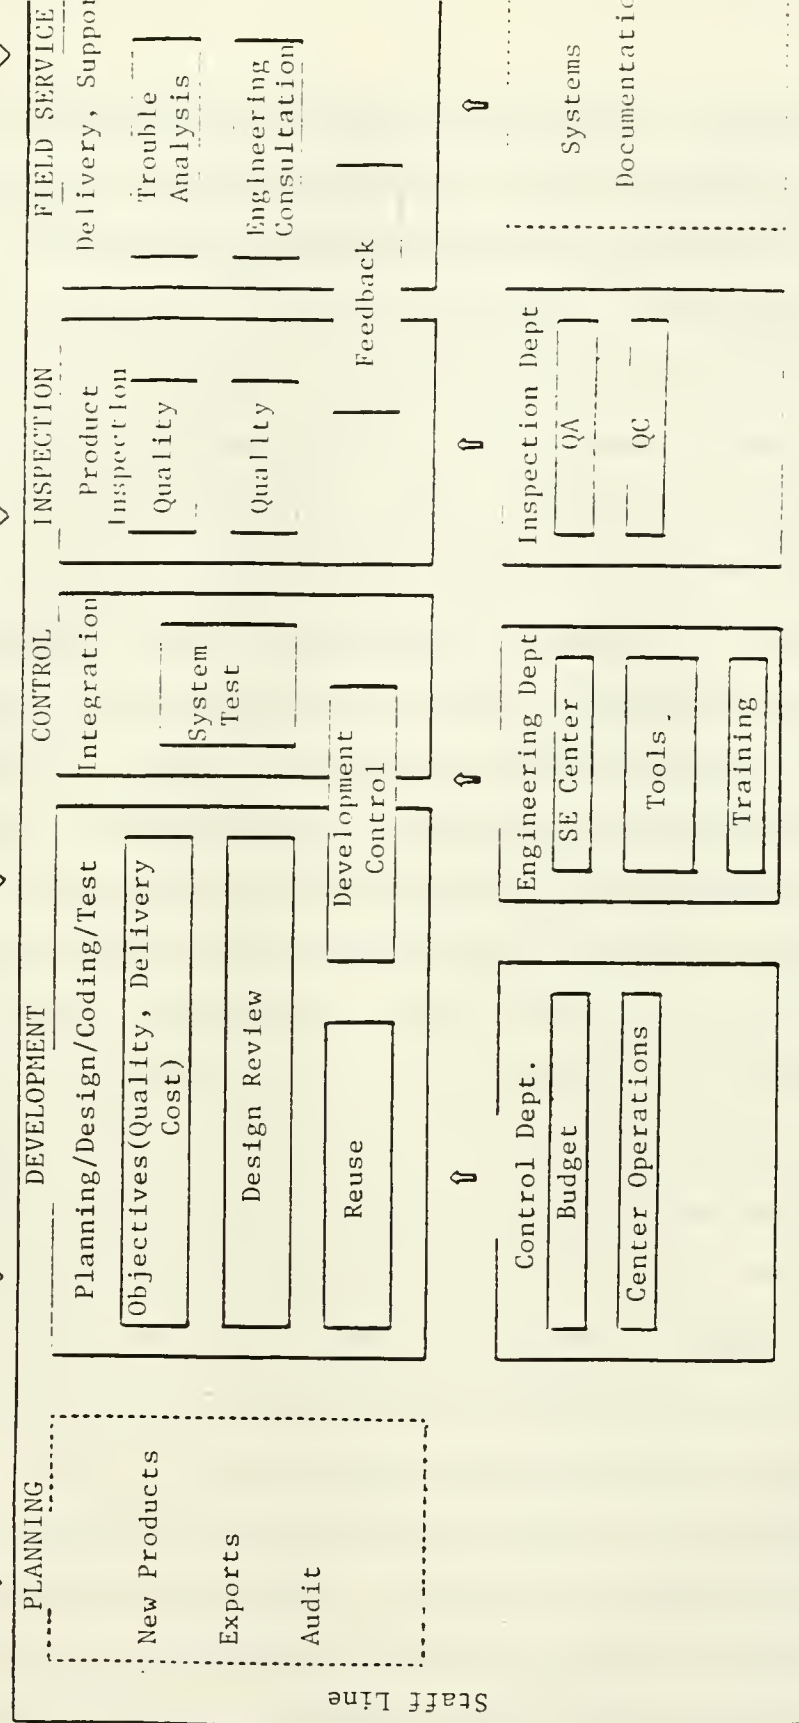 PLANNING
New Products
Exports
Audit
DEVELOPMENT
Planning/Design/Coding/Test
Objectives(Quality, Delivery
Cost)
Design Review
Reuse
Development
Control
CONTROL
Integration
System
Test
INSPECTION
Product
Inspection
Quality
Quality
Feedback
FIELD SERVICE
Delivery, Suppor
Trouble
Analysis
Engineering
Consultation
Staff Line
Control Dept.
Budget
Center Operations
Engineering Dept
SE Center
Tools.
Training
Inspection Dept
QA
QC
Systems
Documentatio